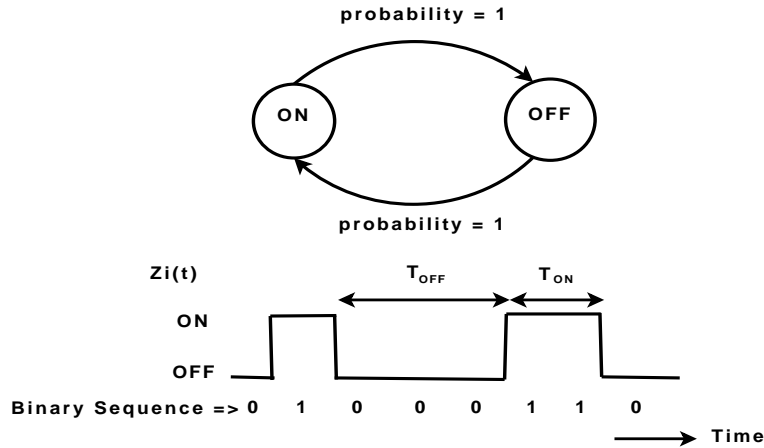 probability = 1
ON
OFF
probability = 1
Zi(t)
TOFF
TON
ON
OFF
Binary Sequence => 0 1 0 0 0 1 1 0
Time